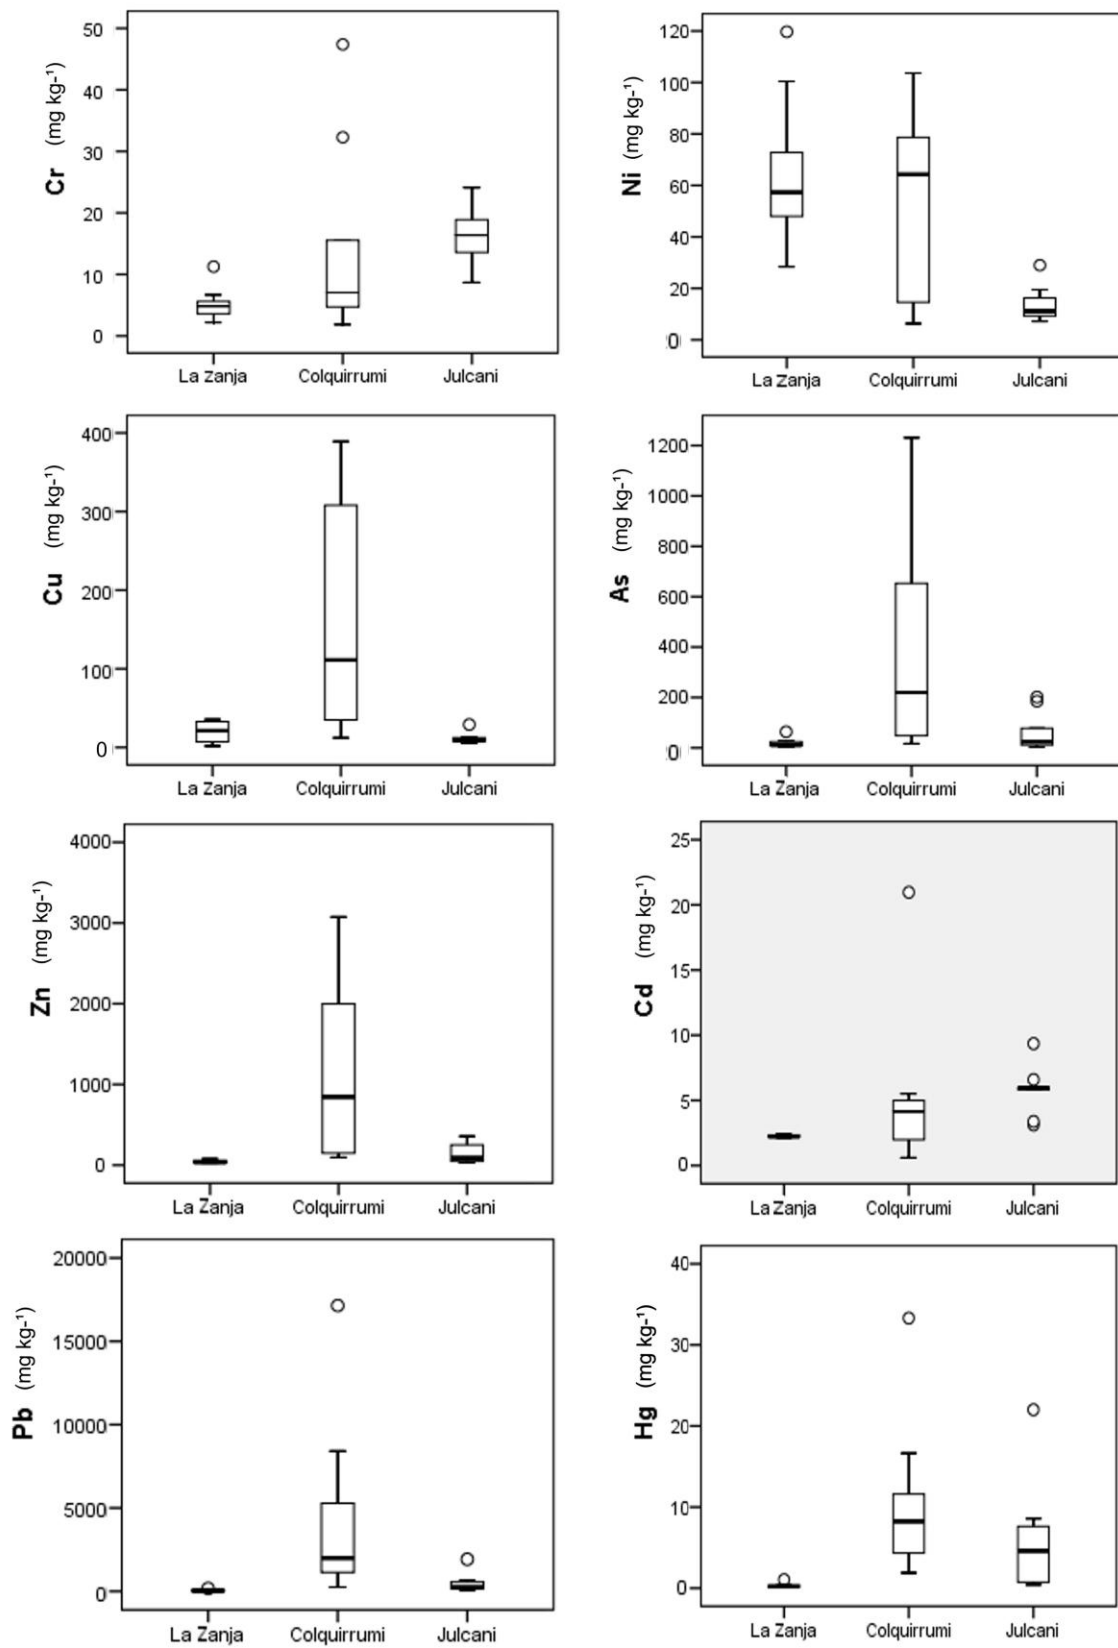 Cr (mg kg-¹)
50
40
30
20
10
0
La Zanja Colquirrumi Julcani
Ni (mg kg-¹)
120
100
80
60
40
20
0
La Zanja Colquirrumi Julcani
Cu (mg kg-¹)
400
300
200
100
0
La Zanja Colquirrumi Julcani
As (mg kg-¹)
1200
1000
800
600
400
200
0
La Zanja Colquirrumi Julcani
Zn (mg kg-¹)
4000
3000
2000
1000
0
La Zanja Colquirrumi Julcani
Cd (mg kg-¹)
25
20
15
10
5
0
La Zanja Colquirrumi Julcani
Pb (mg kg-¹)
20000
15000
10000
5000
0
La Zanja Colquirrumi Julcani
Hg (mg kg-¹)
40
30
20
10
0
La Zanja Colquirrumi Julcani